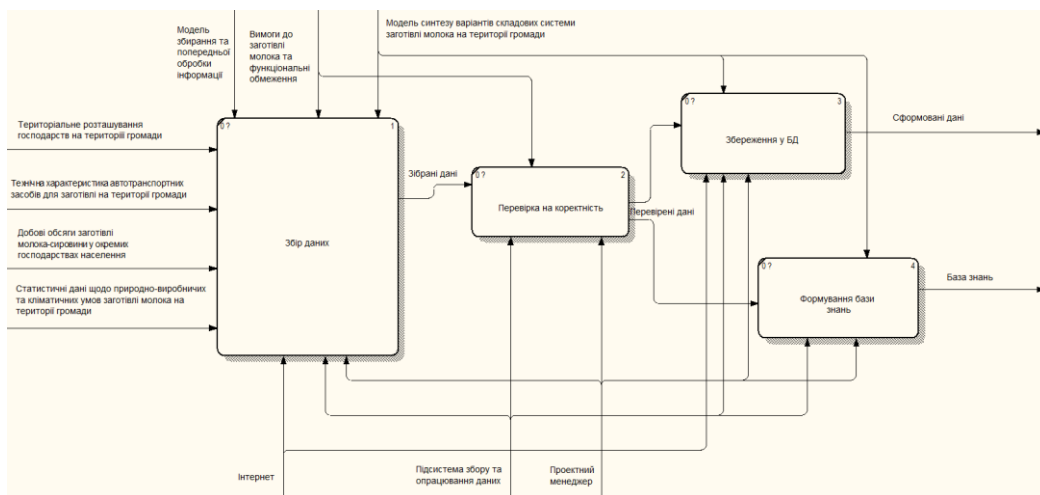 Модель
збирання та
попередньої
обробки
інформації
Вимоги до
заготівлі
молока та
функціональні
обмеження
Модель синтезу варіантів складових системи
заготівлі молока на території громади
Територіальне розташування
господарств на території громади
Технічна характеристика автотранспортних
засобів для заготівлі на території громади
Добові обсяги заготівлі
молока-сировини у окремих
господарствах населення
Статистичні дані щодо природно-виробничих
та кліматичних умов заготівлі молока на
території громади
0 ?
1
Збір даних
Зібрані дані
0 ?
2
Перевірка на коректність
Перевірені дані
0 ?
3
Збереження у БД
Сформовані дані
0 ?
4
Формування бази
знань
База знань
Інтернет
Підсистема збору та
опрацювання даних
Проектний
менеджер